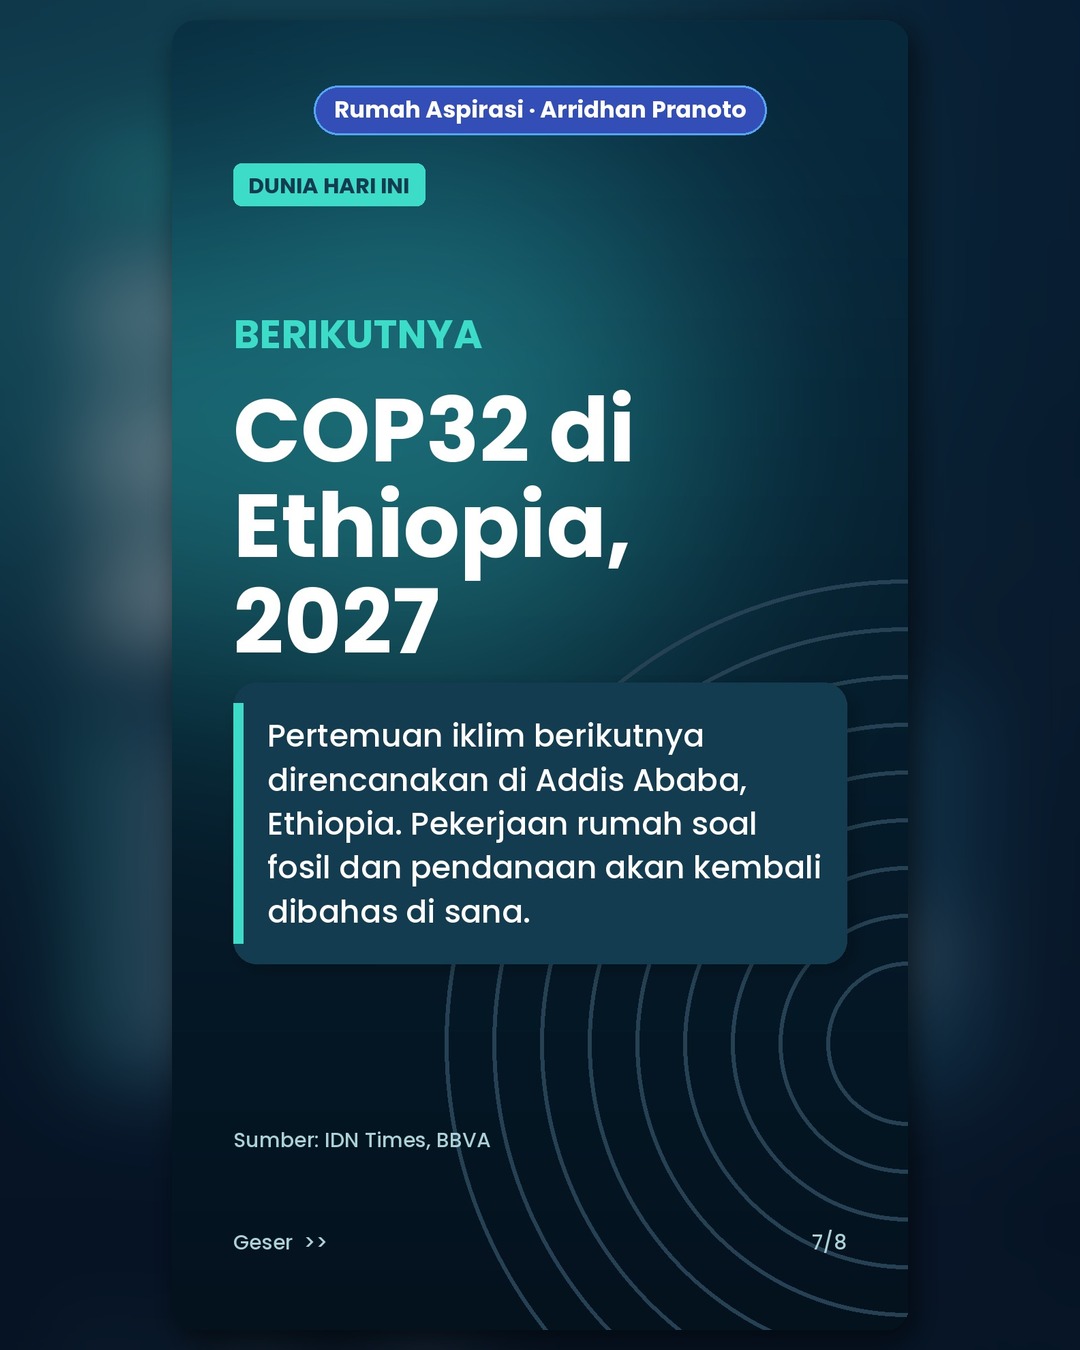 Rumah Aspirasi · Arridhan Pranoto
DUNIA HARI INI
BERIKUTNYA
COP32 di
Ethiopia,
2027
Pertemuan iklim berikutnya
direncanakan di Addis Ababa,
Ethiopia. Pekerjaan rumah soal
fosil dan pendanaan akan kembali
dibahas di sana.
Sumber: IDN Times, BBVA
Geser >>
7/8